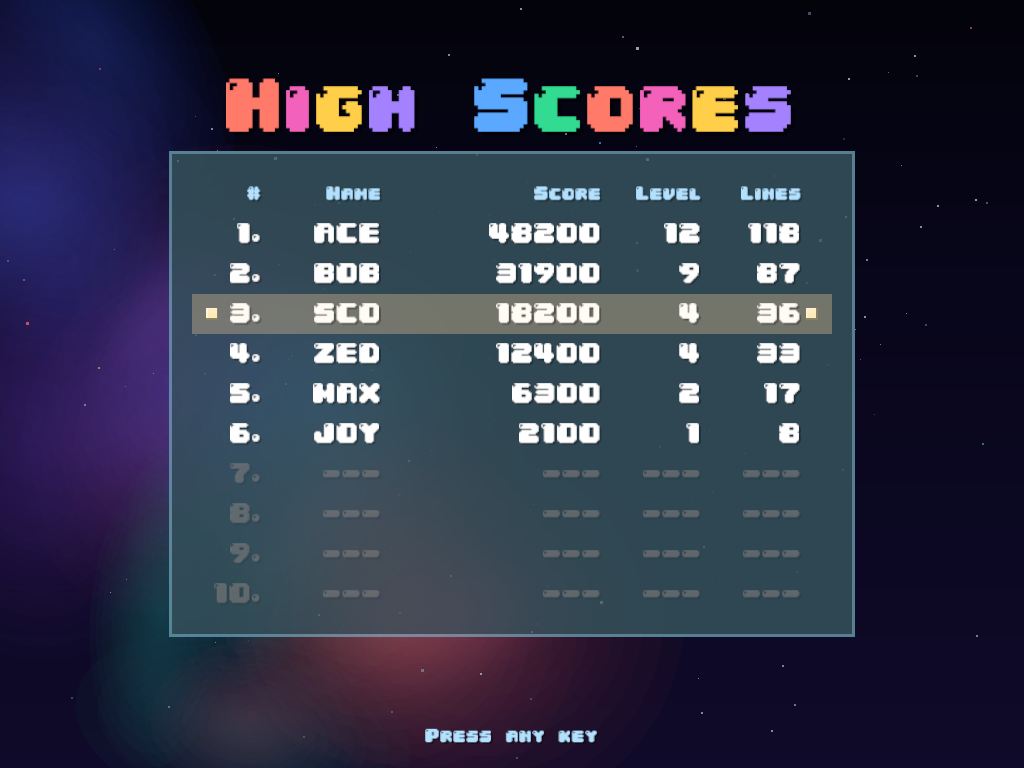 High Scores
# Name Score Level Lines
1. ACE 48200 12 118
2. BOB 31900 9 87
3. SCO 18200 4 36
4. ZED 12400 4 33
5. MAX 6300 2 17
6. JOY 2100 1 8
7. --- --- --- ---
8. --- --- --- ---
9. --- --- --- ---
10. --- --- --- ---
Press any key